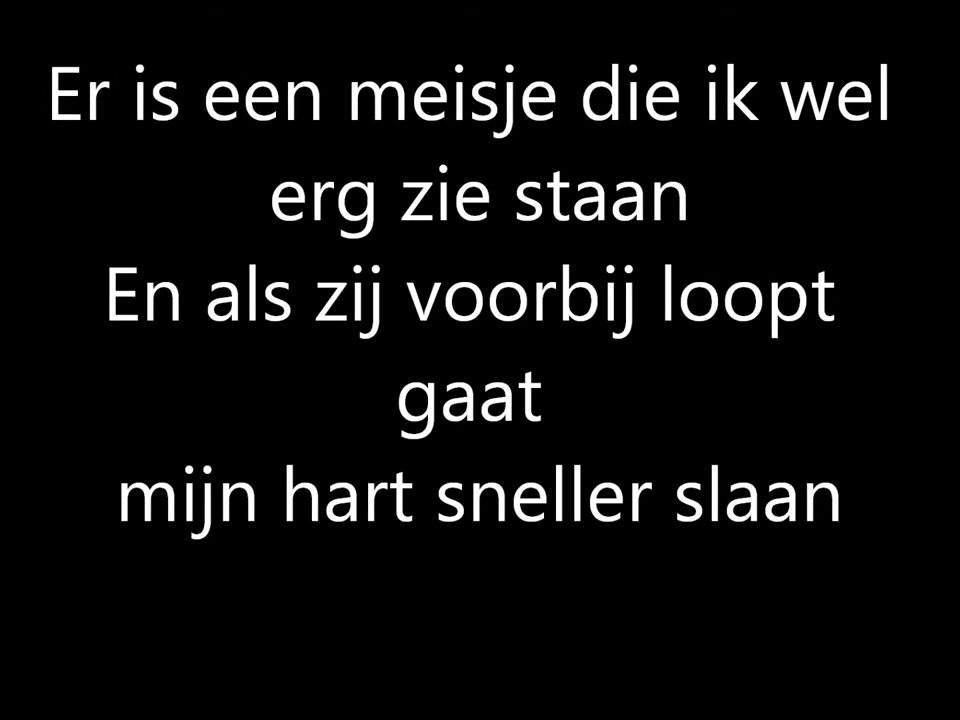 Er is een meisje die ik wel
erg zie staan
En als zij voorbij loopt
gaat
mijn hart sneller slaan